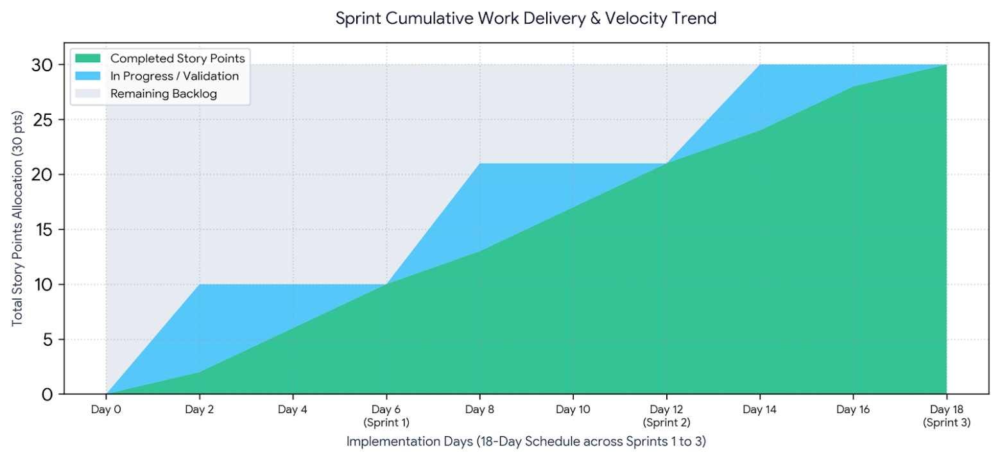 Sprint Cumulative Work Delivery & Velocity Trend
Completed Story Points
In Progress / Validation
Remaining Backlog
Total Story Points Allocation (30 pts)
30
25
20
15
10
5
0
Day 0
Day 2
Day 4
Day 6
(Sprint 1)
Day 8
Day 10
Day 12
(Sprint 2)
Day 14
Day 16
Day 18
(Sprint 3)
Implementation Days (18-Day Schedule across Sprints 1 to 3)